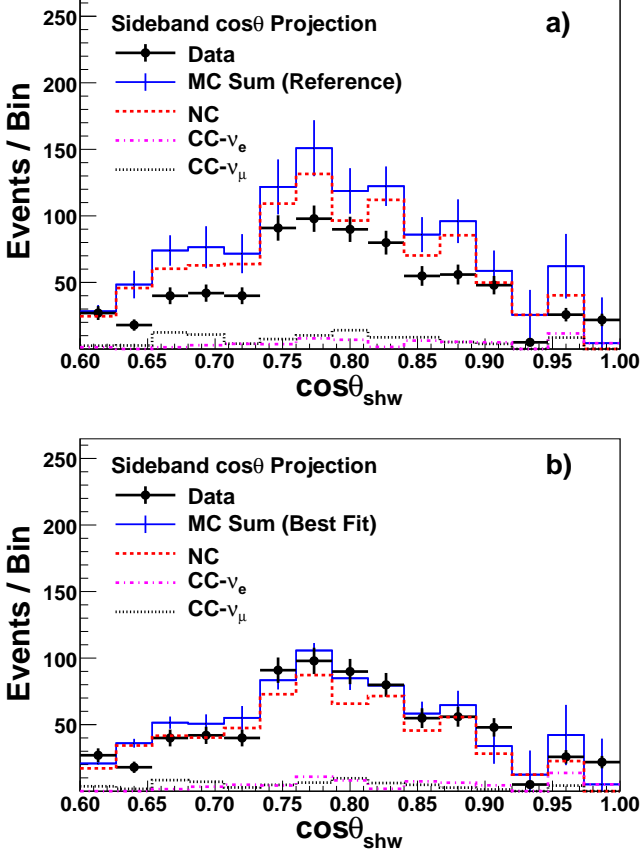 Sideband cosθ Projection
a)
Data
MC Sum (Reference)
NC
CC-νe
CC-νμ
Events / Bin
250
200
150
100
50
0.60 0.65 0.70 0.75 0.80 0.85 0.90 0.95 1.00
cosθshw
Sideband cosθ Projection
b)
Data
MC Sum (Best Fit)
NC
CC-νe
CC-νμ
Events / Bin
250
200
150
100
50
0.60 0.65 0.70 0.75 0.80 0.85 0.90 0.95 1.00
cosθshw